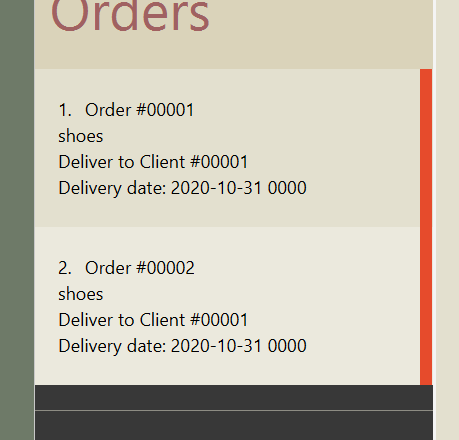 Orders
1. Order #00001
shoes
Deliver to Client #00001
Delivery date: 2020-10-31 0000
2. Order #00002
shoes
Deliver to Client #00001
Delivery date: 2020-10-31 0000